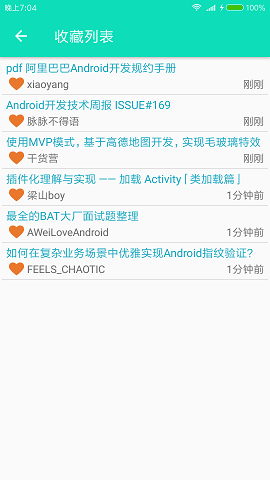 晚上7:04
100%
收藏列表
pdf 阿里巴巴Android开发规约手册
xiaoyang 刚刚
Android开发技术周报 ISSUE#169
脉脉不得语 刚刚
使用MVP模式，基于高德地图开发，实现毛玻璃特效
干货营 刚刚
插件化理解与实现 —— 加载 Activity「类加载篇」
梁山boy 1分钟前
最全的BAT大厂面试题整理
AWeiLoveAndroid 1分钟前
如何在复杂业务场景中优雅实现Android指纹验证?
FEELS_CHAOTIC 1分钟前